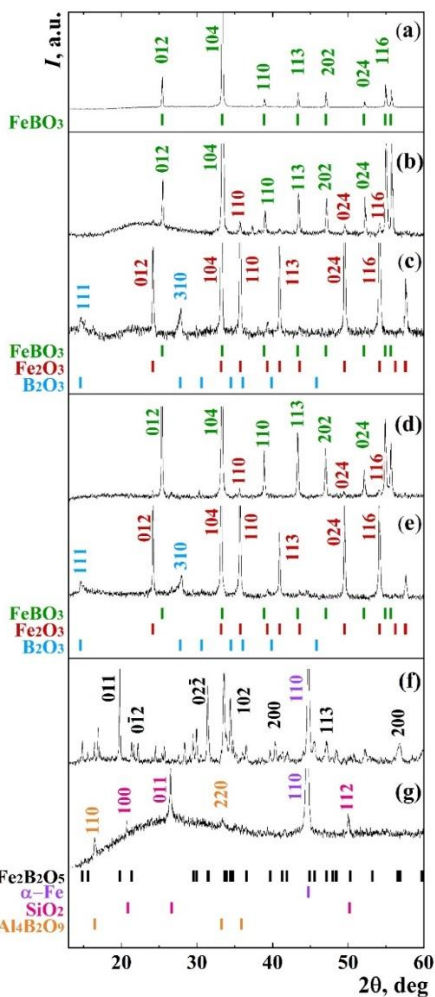 I, a.u.
(a)
012
104
110
113
202
024
116
FeBO3
(b)
012
104
110
110
113
202
024
024
116
(c)
111
012
310
104
110
113
024
116
FeBO3
Fe2O3
B2O3
(d)
012
104
110
110
113
202
024
024
116
(e)
111
012
310
104
110
113
024
116
FeBO3
Fe2O3
B2O3
(f)
011
01̅2
02̅2̅
102
200
110
113
200
(g)
110
100
011
220
110
112
Fe2B2O5
α–Fe
SiO2
Al4B2O9
20 30 40 50 60
2θ, deg